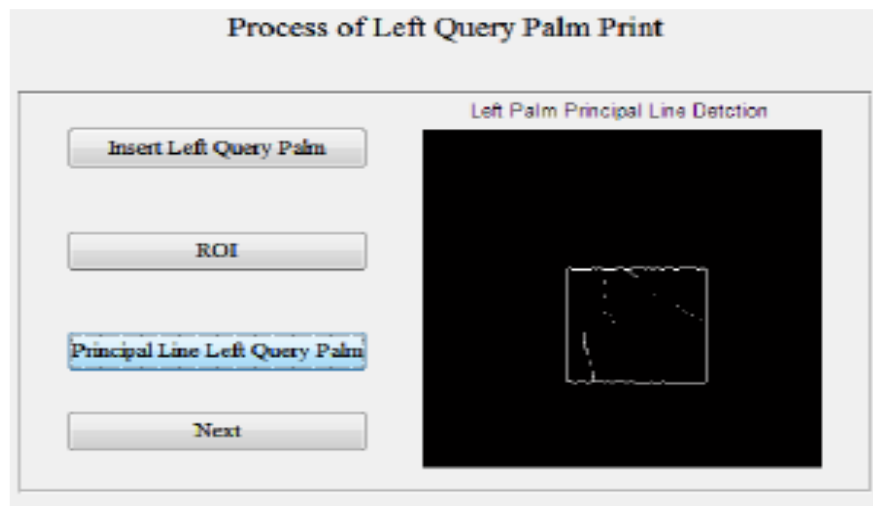 Process of Left Query Palm Print
Left Palm Principal Line Detction
Insert Left Query Palm
ROI
Principal Line Left Query Palm
Next